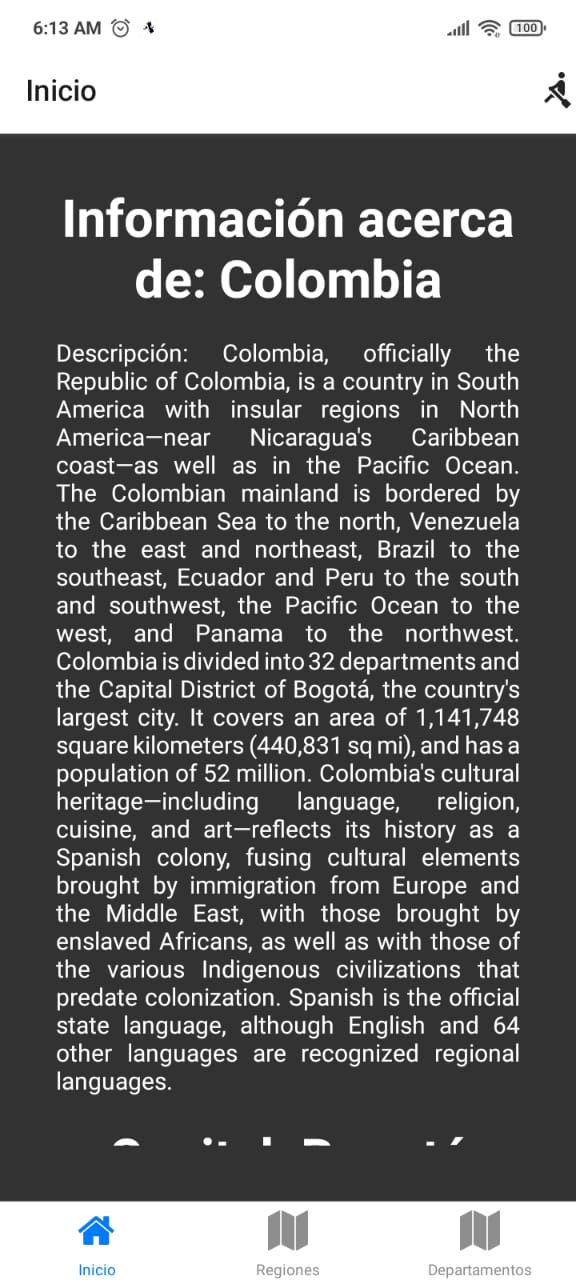 6:13 AM
100
Inicio
Información acerca
de: Colombia
Descripción: Colombia, officially the
Republic of Colombia, is a country in South
America with insular regions in North
America—near Nicaragua's Caribbean
coast—as well as in the Pacific Ocean.
The Colombian mainland is bordered by
the Caribbean Sea to the north, Venezuela
to the east and northeast, Brazil to the
southeast, Ecuador and Peru to the south
and southwest, the Pacific Ocean to the
west, and Panama to the northwest.
Colombia is divided into 32 departments and
the Capital District of Bogotá, the country's
largest city. It covers an area of 1,141,748
square kilometers (440,831 sq mi), and has a
population of 52 million. Colombia's cultural
heritage—including language, religion,
cuisine, and art—reflects its history as a
Spanish colony, fusing cultural elements
brought by immigration from Europe and
the Middle East, with those brought by
enslaved Africans, as well as with those of
the various Indigenous civilizations that
predate colonization. Spanish is the official
state language, although English and 64
other languages are recognized regional
languages.
Inicio
Regiones
Departamentos